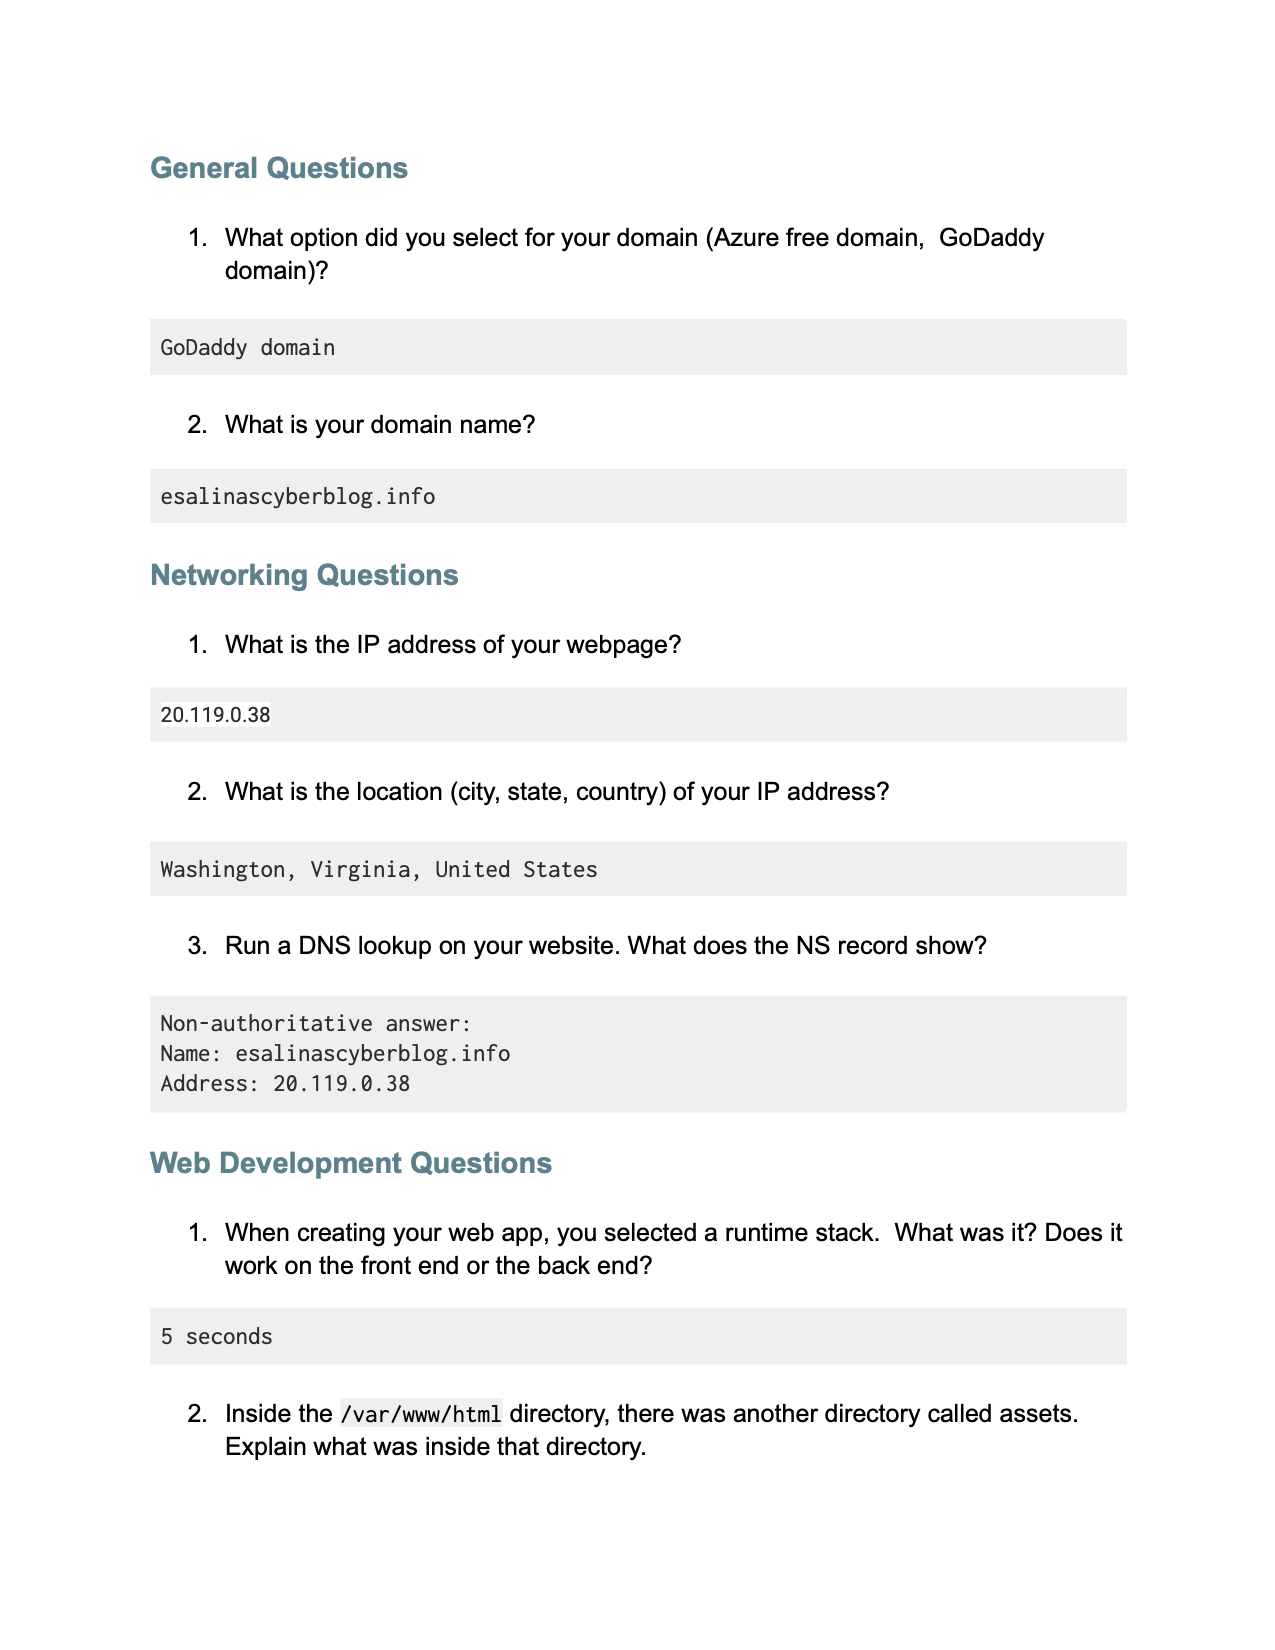 General Questions
1. What option did you select for your domain (Azure free domain,  GoDaddy
domain)?
GoDaddy domain
2. What is your domain name?
esalinascyberblog.info
Networking Questions
1. What is the IP address of your webpage?
20.119.0.38
2. What is the location (city, state, country) of your IP address?
Washington, Virginia, United States
3. Run a DNS lookup on your website. What does the NS record show?
Non-authoritative answer:
Name: esalinascyberblog.info
Address: 20.119.0.38
Web Development Questions
1. When creating your web app, you selected a runtime stack.  What was it? Does it
work on the front end or the back end?
5 seconds
2. Inside the /var/www/html directory, there was another directory called assets.
Explain what was inside that directory.